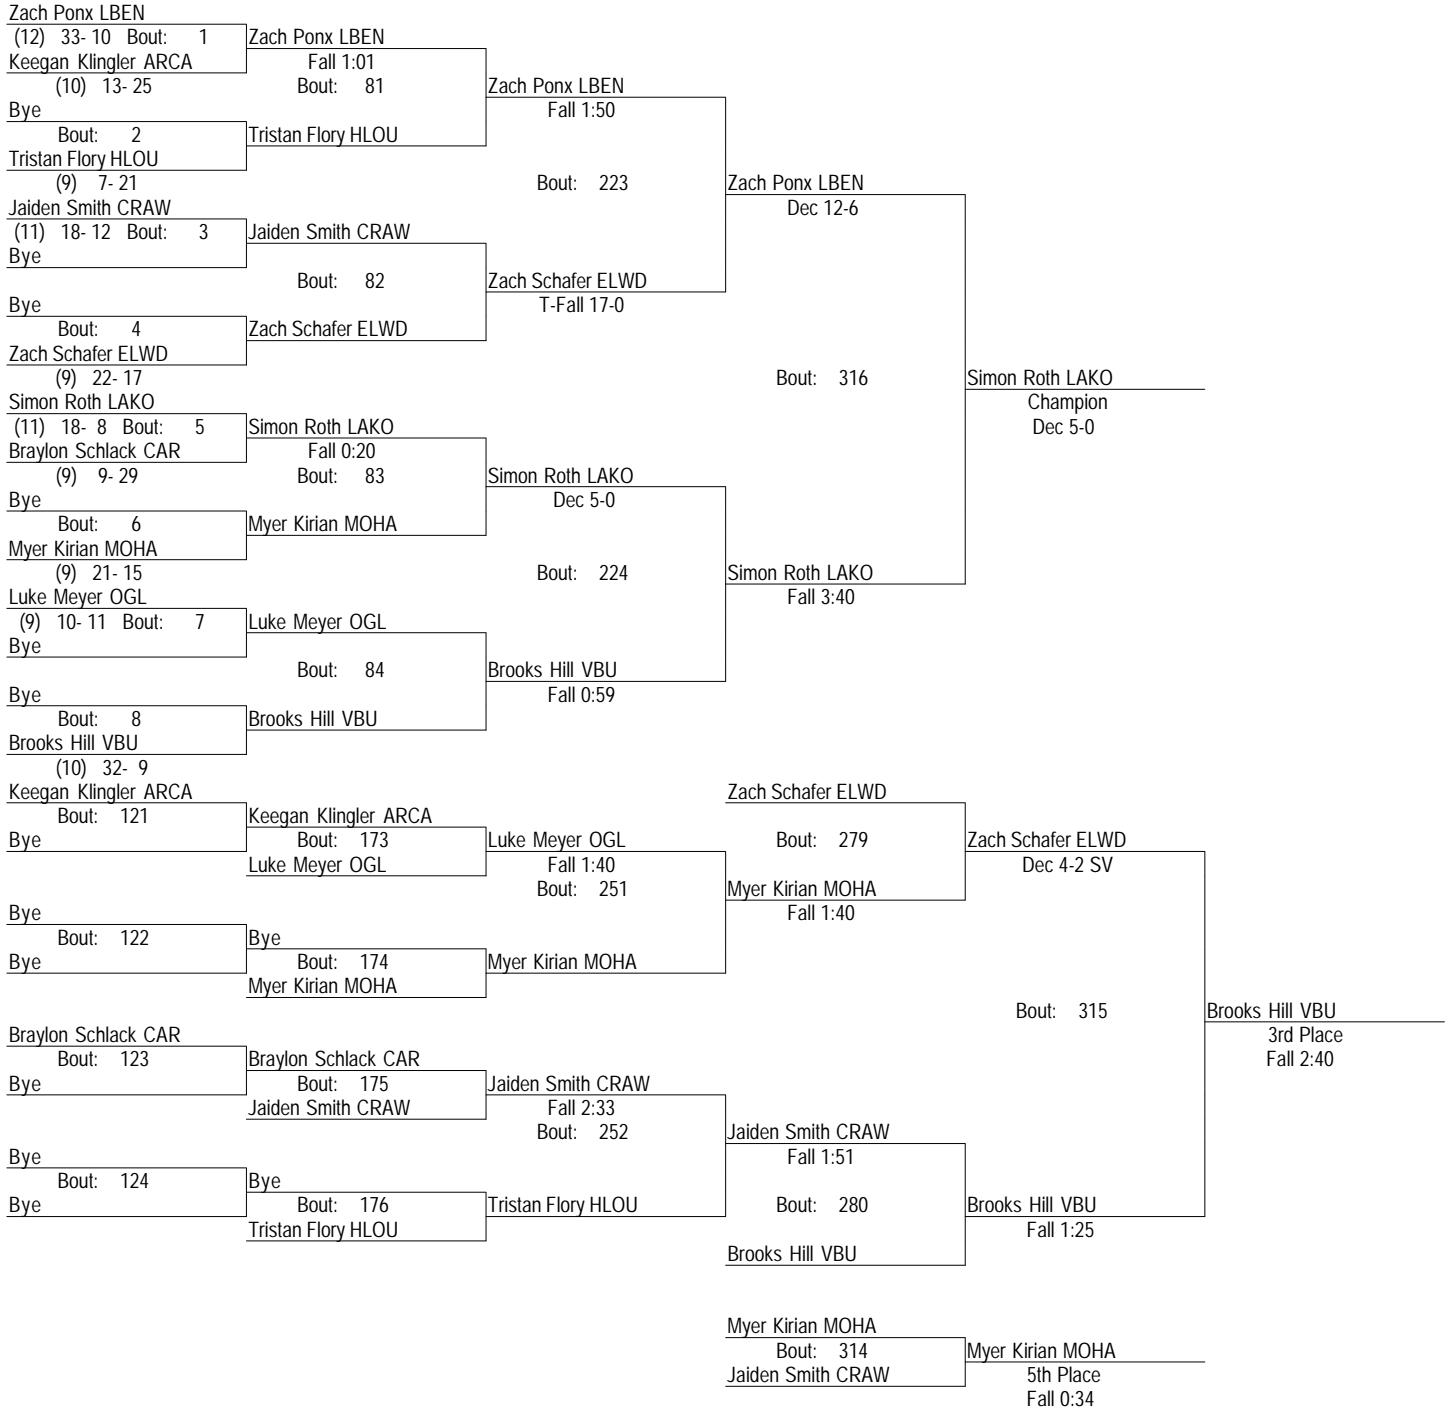 Zach Ponx LBEN
(12) 33- 10 Bout: 1 Zach Ponx LBEN
Keegan Klingler ARCA Fall 1:01
(10) 13- 25 Bout: 81 Zach Ponx LBEN
Bye Fall 1:50
Bout: 2 Tristan Flory HLOU
Tristan Flory HLOU
(9) 7- 21 Bout: 223 Zach Ponx LBEN
Jaiden Smith CRAW Dec 12-6
(11) 18- 12 Bout: 3 Jaiden Smith CRAW
Bye
Bout: 82 Zach Schafer ELWD
Bye T-Fall 17-0
Bout: 4 Zach Schafer ELWD
Zach Schafer ELWD
(9) 22- 17 Bout: 316 Simon Roth LAKO
Simon Roth LAKO Champion
(11) 18- 8 Bout: 5 Simon Roth LAKO Dec 5-0
Braylon Schlack CAR Fall 0:20
(9) 9- 29 Bout: 83 Simon Roth LAKO
Bye Dec 5-0
Bout: 6 Myer Kirian MOHA
Myer Kirian MOHA
(9) 21- 15 Bout: 224 Simon Roth LAKO
Luke Meyer OGL Fall 3:40
(9) 10- 11 Bout: 7 Luke Meyer OGL
Bye
Bout: 84 Brooks Hill VBU
Bye Fall 0:59
Bout: 8 Brooks Hill VBU
Brooks Hill VBU
(10) 32- 9
Keegan Klingler ARCA Zach Schafer ELWD
Bout: 121 Keegan Klingler ARCA
Bye Bout: 173 Luke Meyer OGL Bout: 279 Zach Schafer ELWD
Luke Meyer OGL Fall 1:40 Dec 4-2 SV
Bout: 251 Myer Kirian MOHA
Bye Fall 1:40
Bout: 122 Bye
Bye Bout: 174 Myer Kirian MOHA
Myer Kirian MOHA
Bout: 315 Brooks Hill VBU
Braylon Schlack CAR 3rd Place
Bout: 123 Braylon Schlack CAR Fall 2:40
Bye Bout: 175 Jaiden Smith CRAW
Jaiden Smith CRAW Fall 2:33
Bout: 252 Jaiden Smith CRAW
Bye Fall 1:51
Bout: 124 Bye
Bye Bout: 176 Tristan Flory HLOU Bout: 280 Brooks Hill VBU
Tristan Flory HLOU Fall 1:25
Brooks Hill VBU
Myer Kirian MOHA
Bout: 314 Myer Kirian MOHA
Jaiden Smith CRAW 5th Place
Fall 0:34